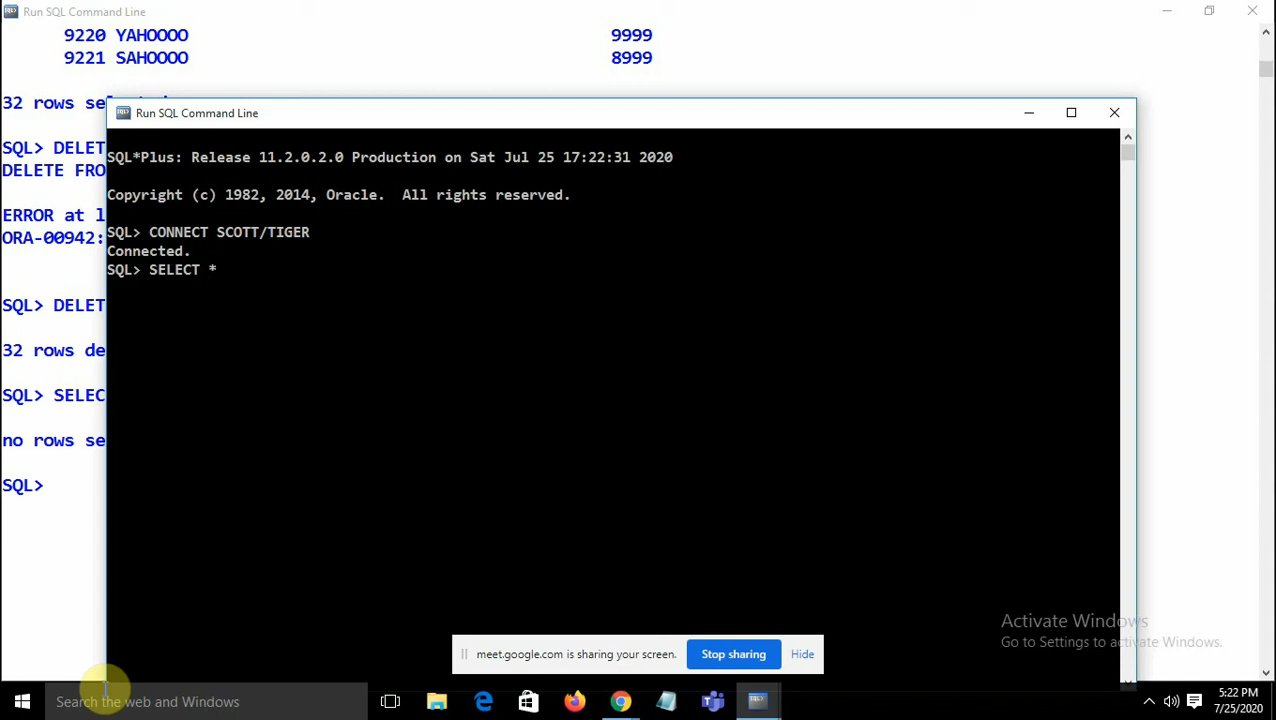 Run SQL Command Line
9220 YAHOOOO 9999
9221 SAHOOOO 8999
32 rows se
SQL> DELET
DELETE FRO
ERROR at l
ORA-00942:
SQL> DELET
32 rows de
SQL> SELEC
no rows se
SQL>
Run SQL Command Line
SQL*Plus: Release 11.2.0.2.0 Production on Sat Jul 25 17:22:31 2020
Copyright (c) 1982, 2014, Oracle.  All rights reserved.
SQL> CONNECT SCOTT/TIGER
Connected.
SQL> SELECT *
Activate Windows
Go to Settings to activate Windows.
meet.google.com is sharing your screen. Stop sharing Hide
Search the web and Windows
5:22 PM
7/25/2020